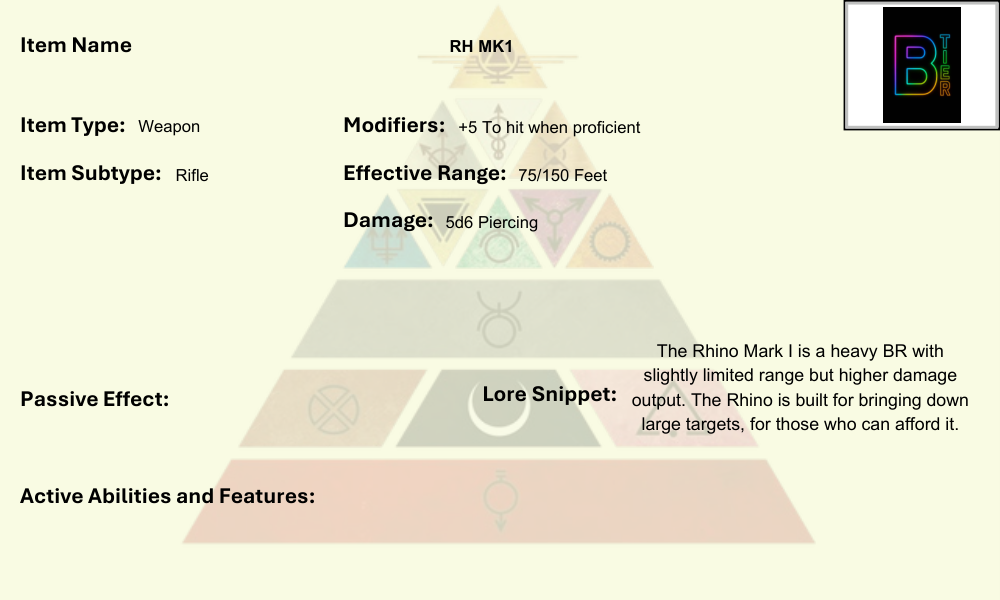 Item Name RH MK1
B TIER
Item Type: Weapon Modifiers: +5 To hit when proficient
Item Subtype: Rifle Effective Range: 75/150 Feet
Damage: 5d6 Piercing
Passive Effect:
Lore Snippet:
The Rhino Mark I is a heavy BR with
slightly limited range but higher damage
output. The Rhino is built for bringing down
large targets, for those who can afford it.
Active Abilities and Features: